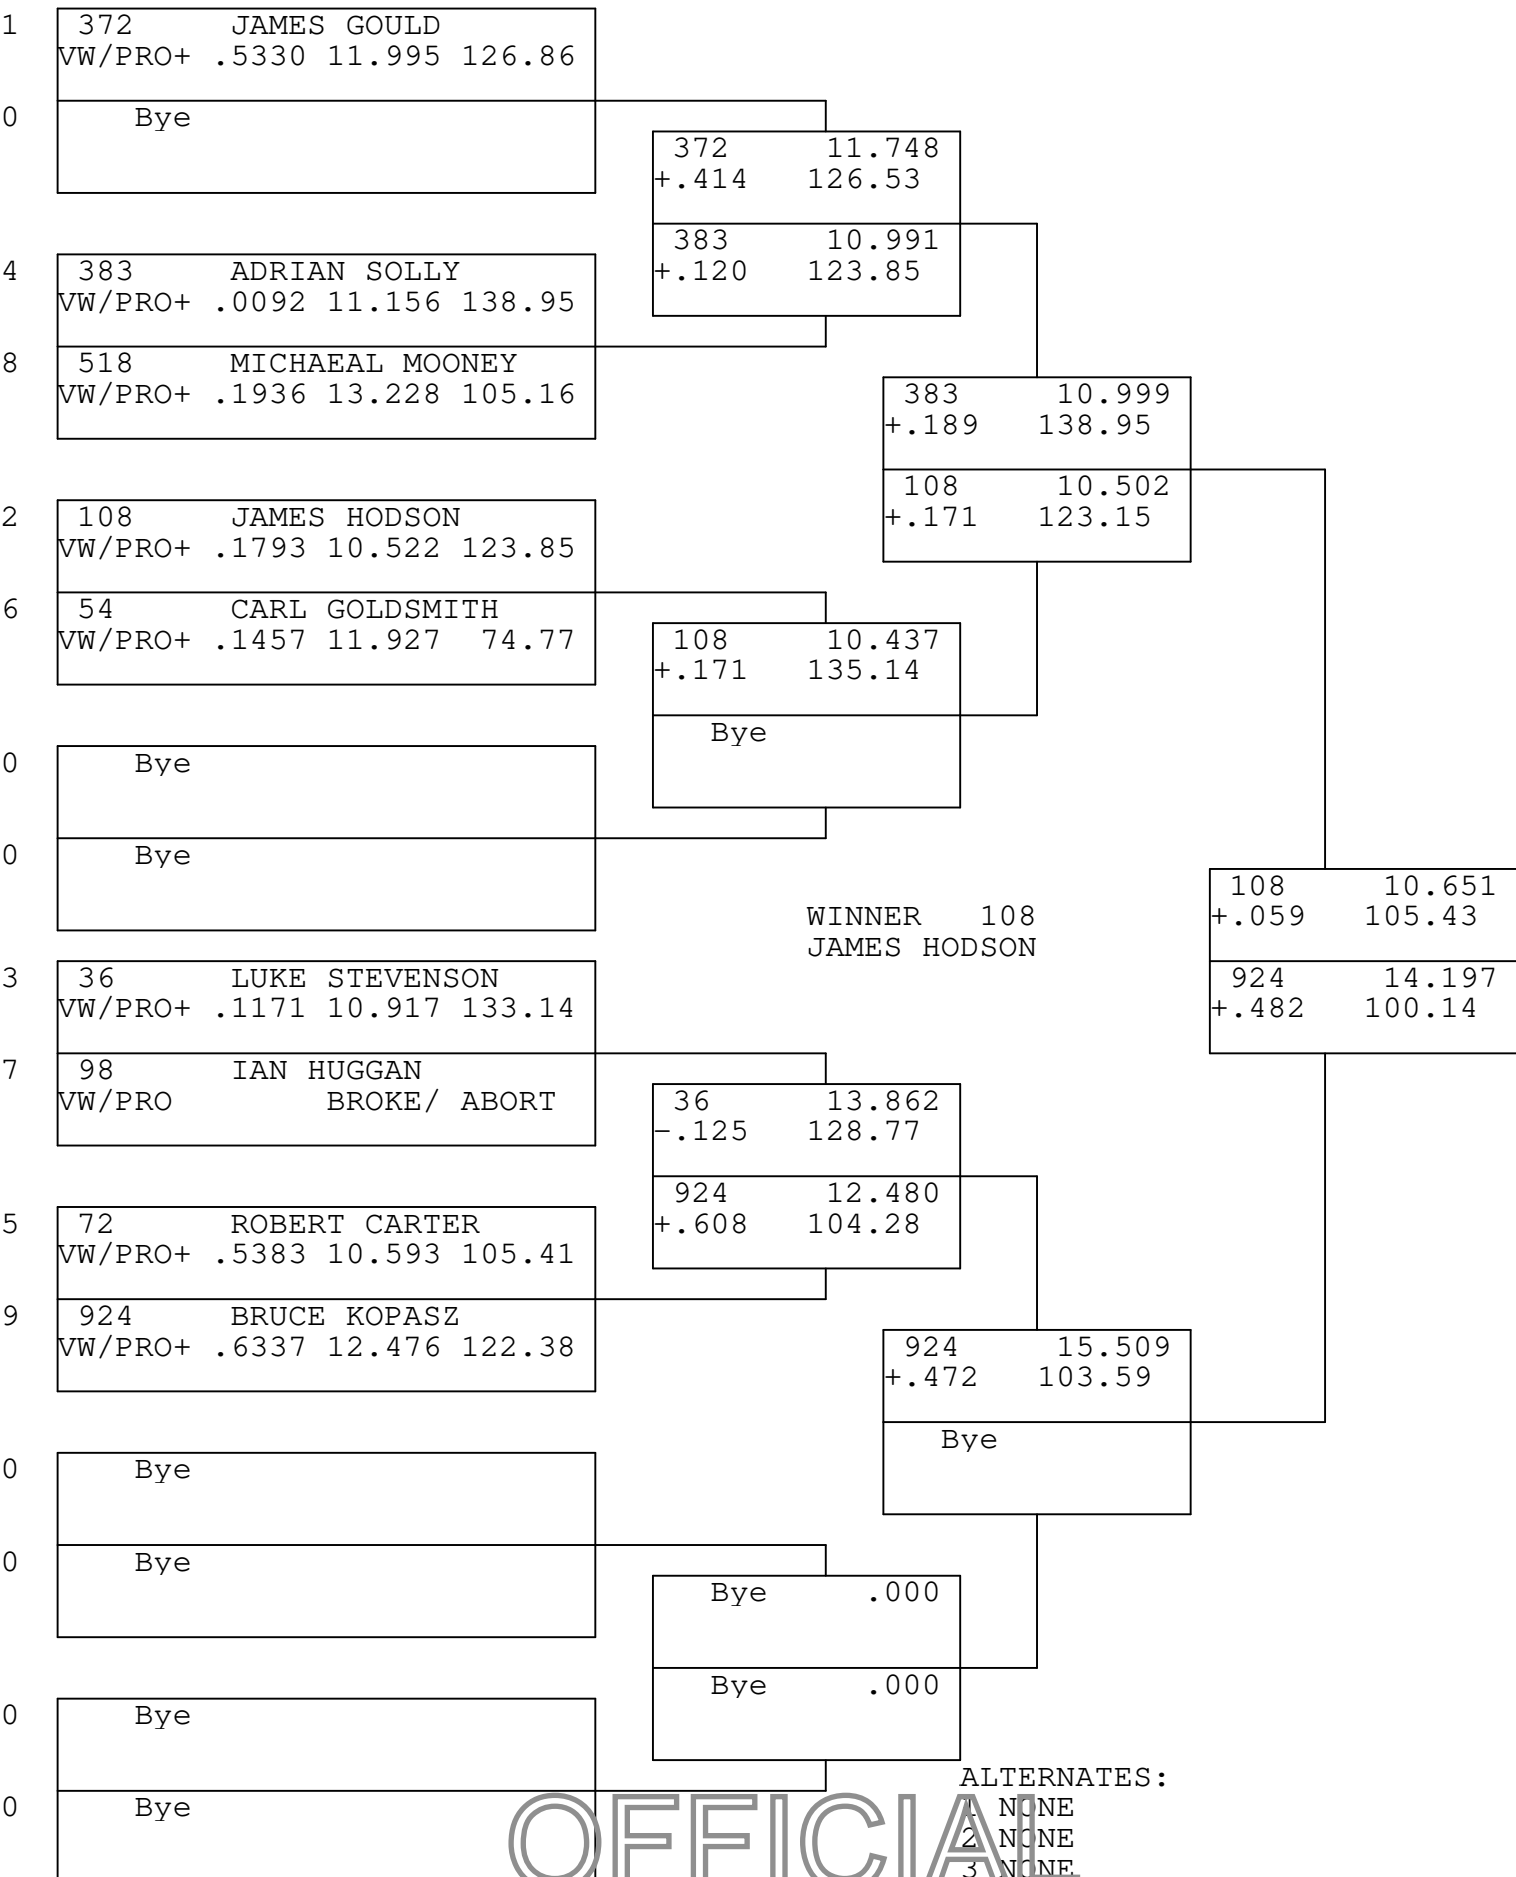 1 372 JAMES GOULD
VW/PRO+ .5330 11.995 126.86
0 Bye
372 11.748
+.414 126.53
383 10.991
+.120 123.85
4 383 ADRIAN SOLLY
VW/PRO+ .0092 11.156 138.95
8 518 MICHAEAL MOONEY
VW/PRO+ .1936 13.228 105.16
383 10.999
+.189 138.95
108 10.502
+.171 123.15
2 108 JAMES HODSON
VW/PRO+ .1793 10.522 123.85
6 54 CARL GOLDSMITH
VW/PRO+ .1457 11.927 74.77
108 10.437
+.171 135.14
Bye
0 Bye
0 Bye
WINNER 108
JAMES HODSON
108 10.651
+.059 105.43
924 14.197
+.482 100.14
3 36 LUKE STEVENSON
VW/PRO+ .1171 10.917 133.14
7 98 IAN HUGGAN
VW/PRO BROKE/ ABORT
36 13.862
-.125 128.77
924 12.480
+.608 104.28
5 72 ROBERT CARTER
VW/PRO+ .5383 10.593 105.41
9 924 BRUCE KOPASZ
VW/PRO+ .6337 12.476 122.38
924 15.509
+.472 103.59
Bye
0 Bye
0 Bye
Bye .000
Bye .000
0 Bye
0 Bye
ALTERNATES:
1 NONE
2 NONE
3 NONE
OFFICIAL